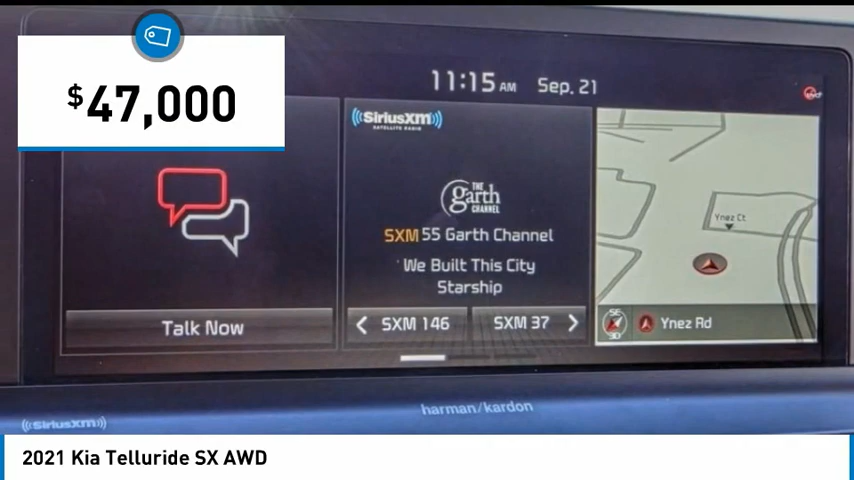 $47,000
11:15 AM Sep. 21
((SiriusXM))
SATELLITE RADIO
THE
garth
CHANNEL
SXM 55 Garth Channel
We Built This City
Starship
Talk Now
< SXM 146
SXM 37 >
Ynez Ct
SE
Ynez Rd
harman/kardon
((SiriusXM))
2021 Kia Telluride SX AWD